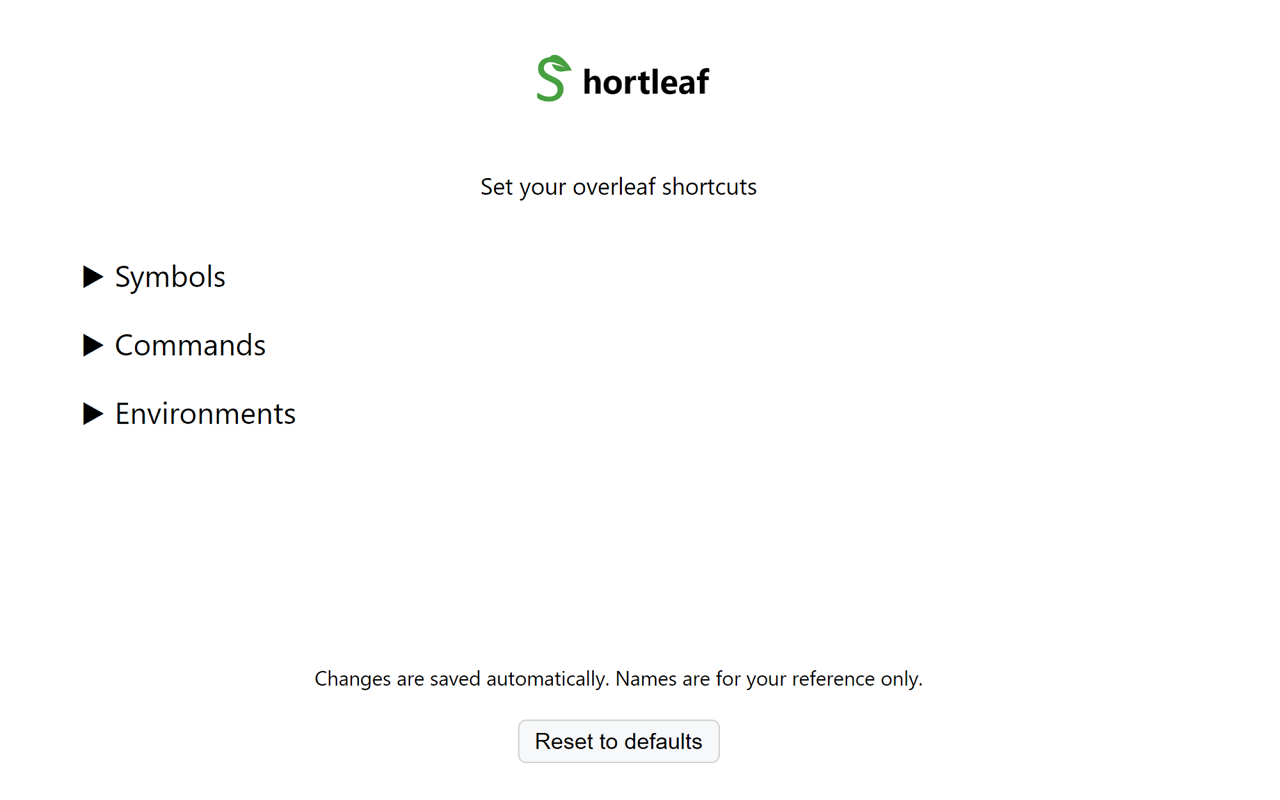 Shortleaf
Set your overleaf shortcuts
Symbols
Commands
Environments
Changes are saved automatically. Names are for your reference only.
Reset to defaults